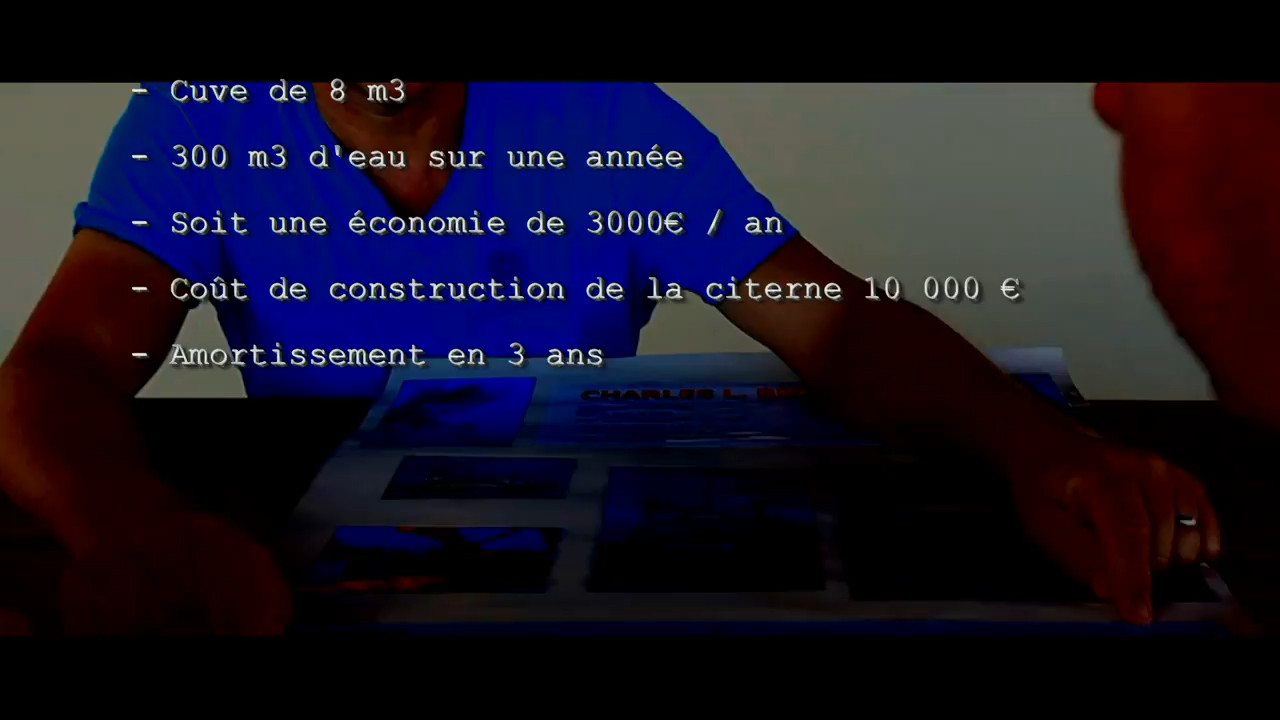 - Cuve de 8 m3
- 300 m3 d'eau sur une année
- Soit une économie de 3000€ / an
- Coût de construction de la citerne 10 000 €
- Amortissement en 3 ans
CHARLES L.